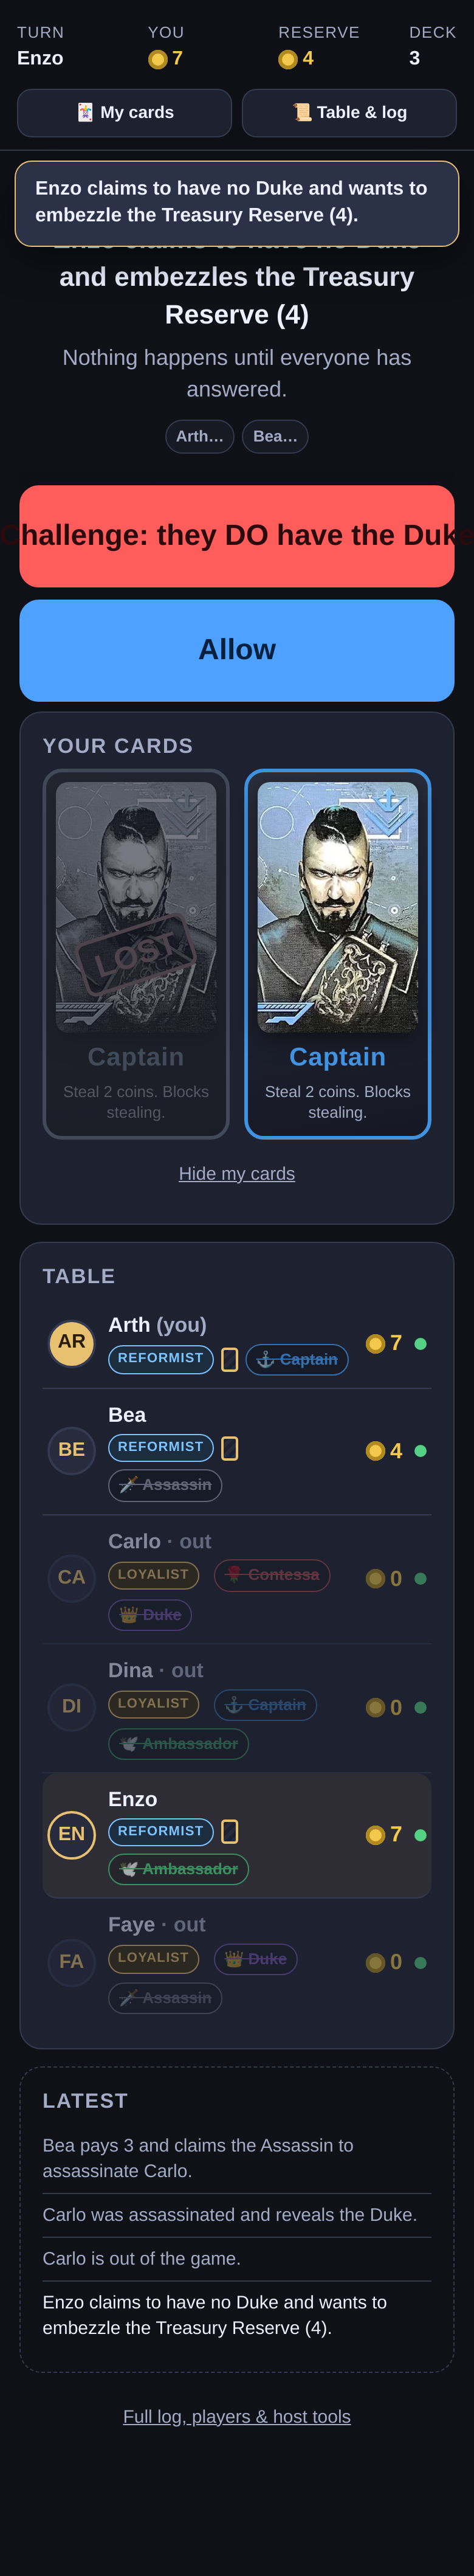 TURN YOU RESERVE DECK
Enzo 7 4 3
My cards Table & log
Enzo claims to have no Duke and wants to
embezzle the Treasury Reserve (4).
and embezzles the Treasury
Reserve (4)
Nothing happens until everyone has
answered.
Arth… Bea…
Challenge: they DO have the Duke
Allow
YOUR CARDS
LOST
Captain Captain
Steal 2 coins. Blocks Steal 2 coins. Blocks
stealing. stealing.
Hide my cards
TABLE
AR Arth (you) 7
REFORMIST Captain
BE Bea 4
REFORMIST
Assassin
CA Carlo · out 0
LOYALIST Contessa
Duke
DI Dina · out 0
LOYALIST Captain
Ambassador
EN Enzo 7
REFORMIST
Ambassador
FA Faye · out 0
LOYALIST Duke
Assassin
LATEST
Bea pays 3 and claims the Assassin to
assassinate Carlo.
Carlo was assassinated and reveals the Duke.
Carlo is out of the game.
Enzo claims to have no Duke and wants to
embezzle the Treasury Reserve (4).
Full log, players & host tools